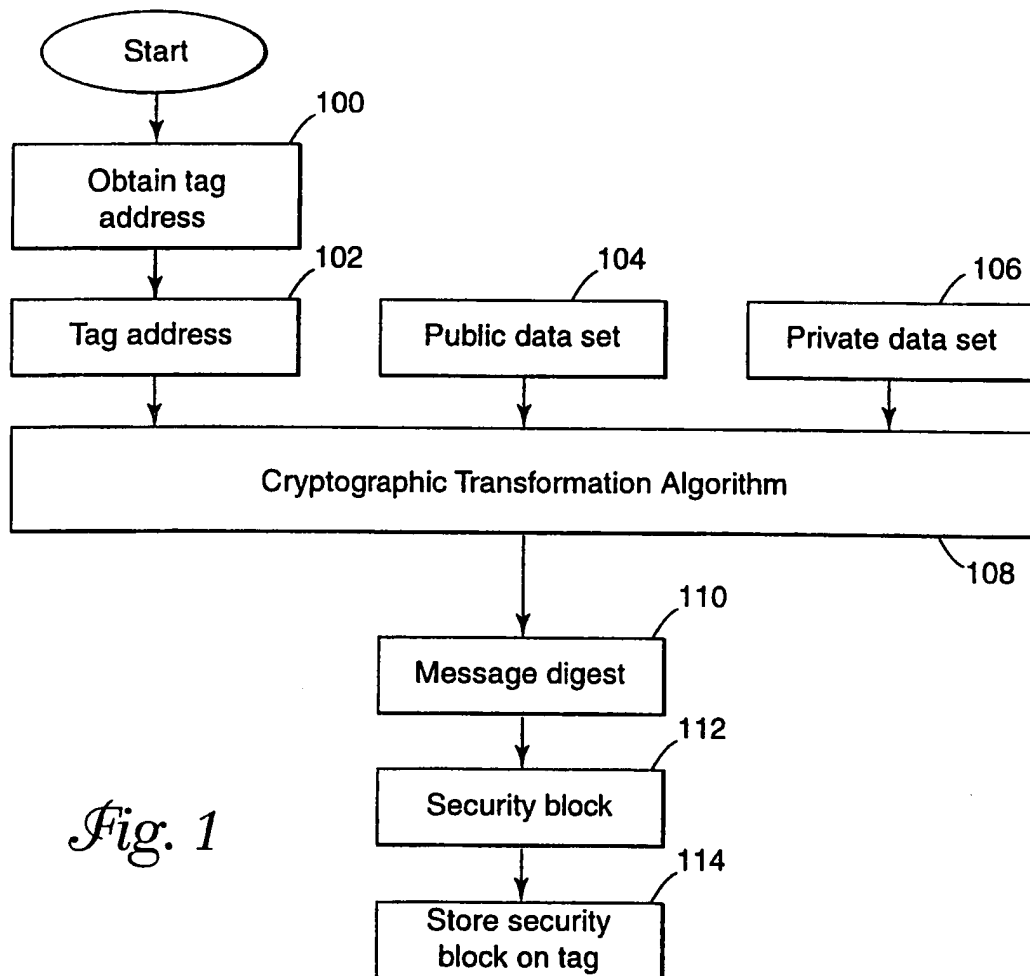 Start
100
Obtain tag
address
102
104
106
Tag address
Public data set
Private data set
Cryptographic Transformation Algorithm
108
110
Message digest
112
Security block
Fig. 1
114
Store security
block on tag